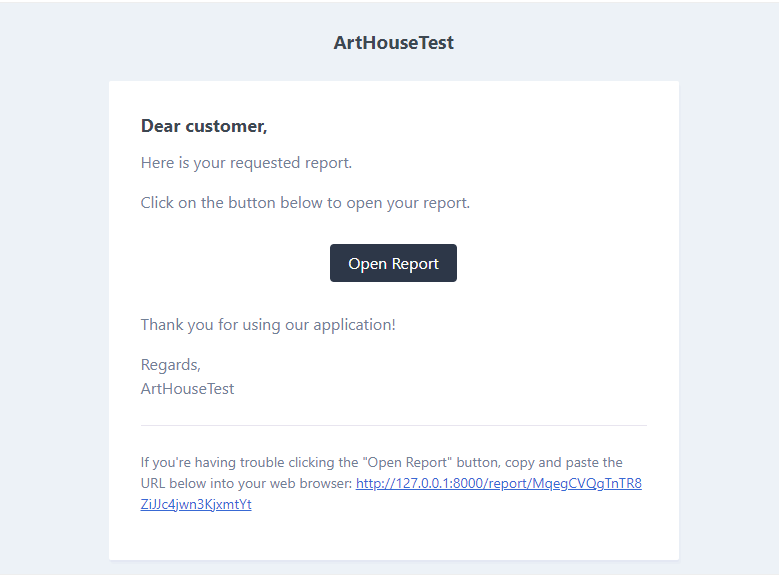 ArtHouseTest
Dear customer,
Here is your requested report.
Click on the button below to open your report.
Open Report
Thank you for using our application!
Regards,
ArtHouseTest
If you're having trouble clicking the "Open Report" button, copy and paste the
URL below into your web browser: http://127.0.0.1:8000/report/MqegCVQgTnTR8
ZiJJc4jwn3KjxmtYt